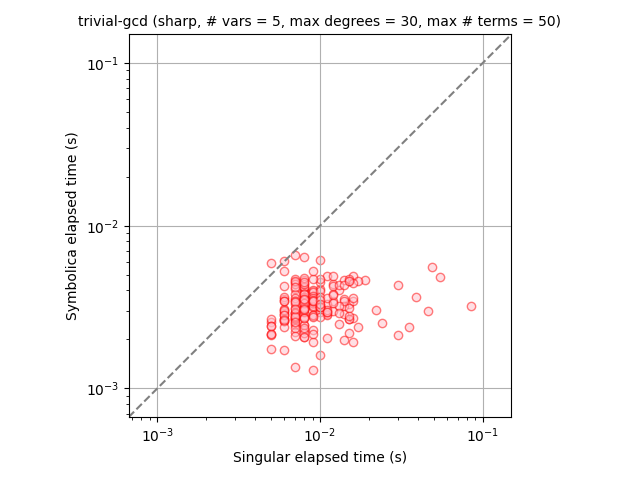 trivial-gcd (sharp, # vars = 5, max degrees = 30, max # terms = 50)
Symbolica elapsed time (s)
10⁻¹
10⁻²
10⁻³
10⁻³ 10⁻² 10⁻¹
Singular elapsed time (s)